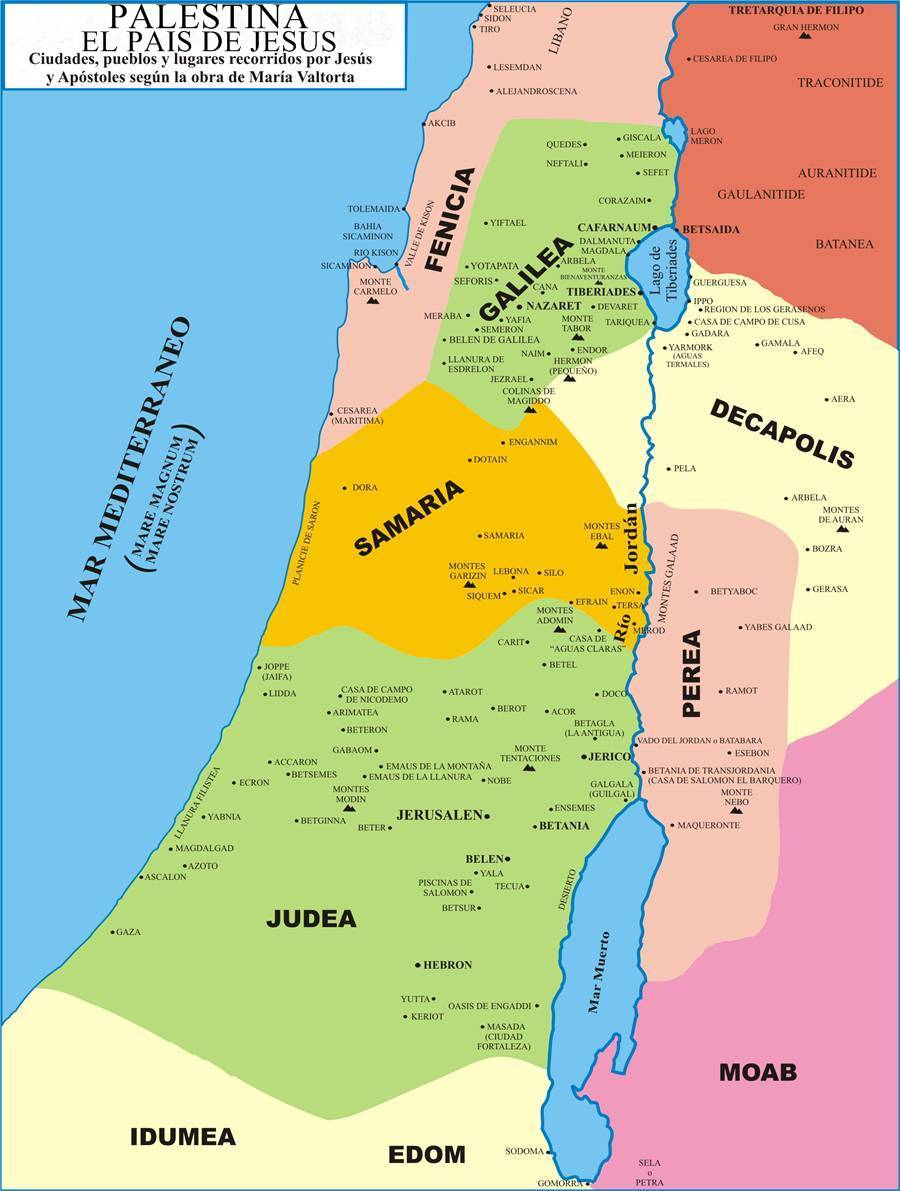 PALESTINA
EL PAIS DE JESUS
Ciudades, pueblos y lugares recorridos por Jesús
y Apóstoles según la obra de María Valtorta
SELEUCIA
SIDON
TIRO
LIBANO
LESEMDAN
ALEJANDROSCENA
AKCIB
TRETARQUIA DE FILIPO
GRAN HERMON
CESAREA DE FILIPO
TRACONITIDE
LAGO
MERON
AURANITIDE
GAULANITIDE
BATANEA
FENICIA
TOLEMAIDA
BAHIA
SICAMINON
RIO KISON
VALLE DE KISON
SICAMINON
MONTE
CARMELO
CESAREA
(MARITIMA)
GALILEA
GISCALA
QUEDES
MEIERON
NEFTALI
SEFET
CORAZAIM
YIFTAEL
CAFARNAUM
BETSAIDA
DALMANUTA
MAGDALA
ARBELA
MONTE
BIENAVENTURANZAS
Lago de
Tiberiades
YOTAPATA
SEFORIS
CANA
TIBERIADES
NAZARET
DEVARET
MERABA
YAFIA
SEMERON
MONTE
TABOR
TARIQUEA
BELEN DE GALILEA
NAIM
ENDOR
LLANURA DE
ESDRELON
HERMON
(PEQUEÑO)
JEZRAEL
COLINAS DE
MAGIDDO
GUERGUESA
IPPO
REGION DE LOS GERASENOS
CASA DE CAMPO DE CUSA
GADARA
YARMORK
(AGUAS
TERMALES)
GAMALA
AFEQ
AERA
DECAPOLIS
PELA
ARBELA
MONTES
DE AURAN
BOZRA
GERASA
MAR MEDITERRANEO
(MARE MAGNUM
MARE NOSTRUM)
ENGANNIM
DOTAIN
DORA
SAMARIA
PLANICIE DE SARON
SAMARIA
MONTES
EBAL
MONTES
GARIZIN
LEBONA
SILO
SIQUEM
SICAR
ENON
EFRAIN
TERSA
Río Jordán
MONTES GALAAD
BETYABOC
YABES GALAAD
PEREA
RAMOT
MONTES
ADOMIN
MEROD
CARIT
CASA DE
“AGUAS CLARAS”
JOPPE
(JAIFA)
BETEL
LIDDA
CASA DE CAMPO
DE NICODEMO
ATAROT
DOCO
ARIMATEA
BEROT
ACOR
RAMA
BETERON
BETAGLA
(LA ANTIGUA)
VADO DEL JORDAN o BATABARA
ESEBON
GABAOM
MONTE
TENTACIONES
JERICO
ACCARON
EMAUS DE LA MONTAÑA
BETSEMES
EMAUS DE LA LLANURA
NOBE
BETANIA DE TRANSJORDANIA
(CASA DE SALOMON EL BARQUERO)
ECRON
MONTES
MODIN
GALGALA
(GUILGAL)
MONTE
NEBO
LLANURA FILISTEA
YABNIA
BETGINNA
BETER
JERUSALEN
ENSEMES
BETANIA
MAQUERONTE
MAGDALGAD
AZOTO
ASCALON
BELEN
YALA
PISCINAS DE
SALOMON
TECUA
BETSUR
DESIERTO
JUDEA
GAZA
HEBRON
Mar Muerto
YUTTA
KERIOT
OASIS DE ENGADDI
MASADA
(CIUDAD
FORTALEZA)
MOAB
IDUMEA
EDOM
SODOMA
GOMORRA
SELA
o
PETRA